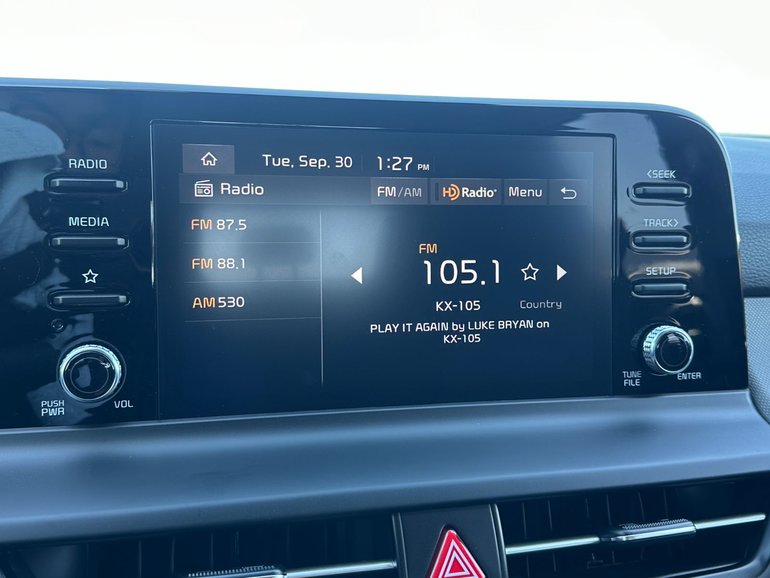 RADIO
MEDIA
PUSH
PWR
VOL
Tue, Sep. 30 1:27 PM
Radio FM/AM HD Radio Menu
FM 87.5
FM 88.1
AM 530
FM
105.1
KX-105 Country
PLAY IT AGAIN by LUKE BRYAN on
KX-105
<SEEK
TRACK>
SETUP
TUNE
FILE
ENTER